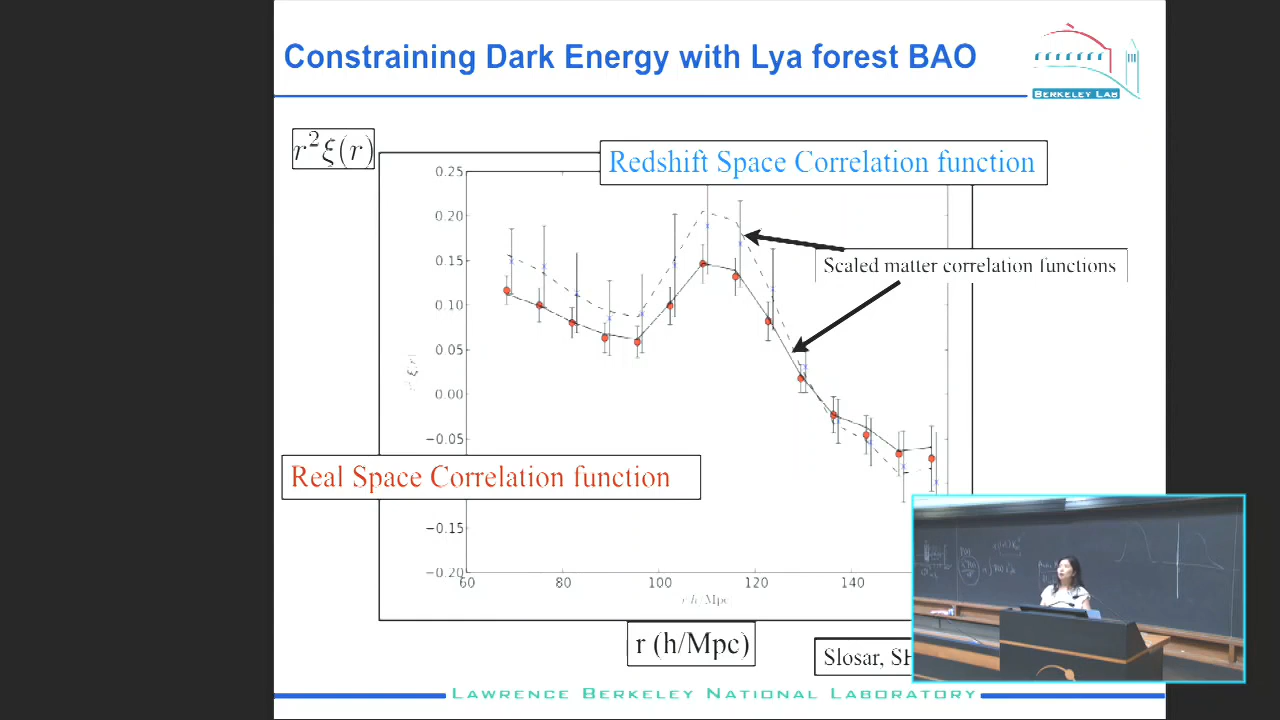 Constraining Dark Energy with Lya forest BAO
BERKELEY LAB
r²ξ(r)
Redshift Space Correlation function
Scaled matter correlation functions
Real Space Correlation function
0.25
0.20
0.15
0.10
0.05
0.00
−0.05
−0.15
−0.20
60
80
100
120
140
r h/Mpc
r (h/Mpc)
Slosar,
LAWRENCE BERKELEY NATIONAL LABORATORY